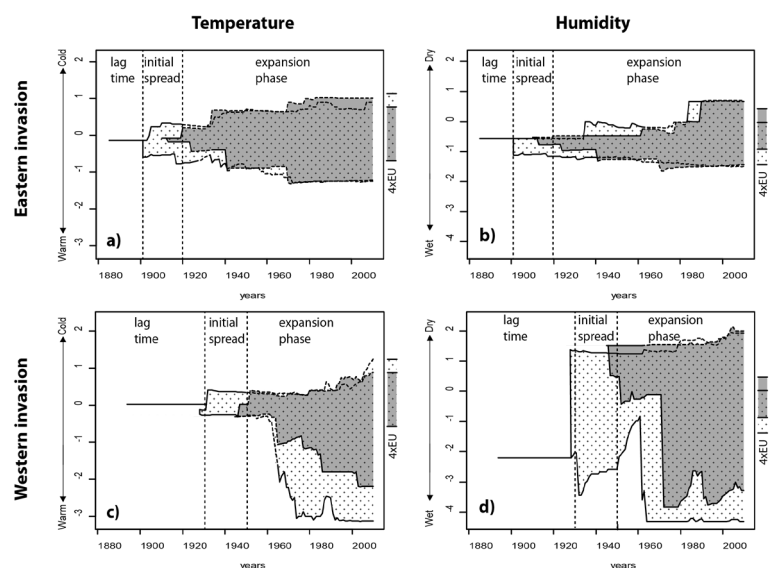 Temperature
Humidity
Eastern invasion
Western invasion
lag time
initial spread
expansion phase
Cold
Warm
2
1
0
-1
-2
-3
a)
4xEU
1880 1900 1920 1940 1960 1980 2000
years
lag time
initial spread
expansion phase
Dry
Wet
2
1
0
-1
-2
-3
-4
b)
4xEU
1880 1900 1920 1940 1960 1980 2000
years
lag time
initial spread
expansion phase
Cold
Warm
2
1
0
-1
-2
-3
c)
4xEU
1880 1900 1920 1940 1960 1980 2000
years
lag time
initial spread
expansion phase
Dry
Wet
2
1
0
-1
-2
-3
-4
d)
4xEU
1880 1900 1920 1940 1960 1980 2000
years